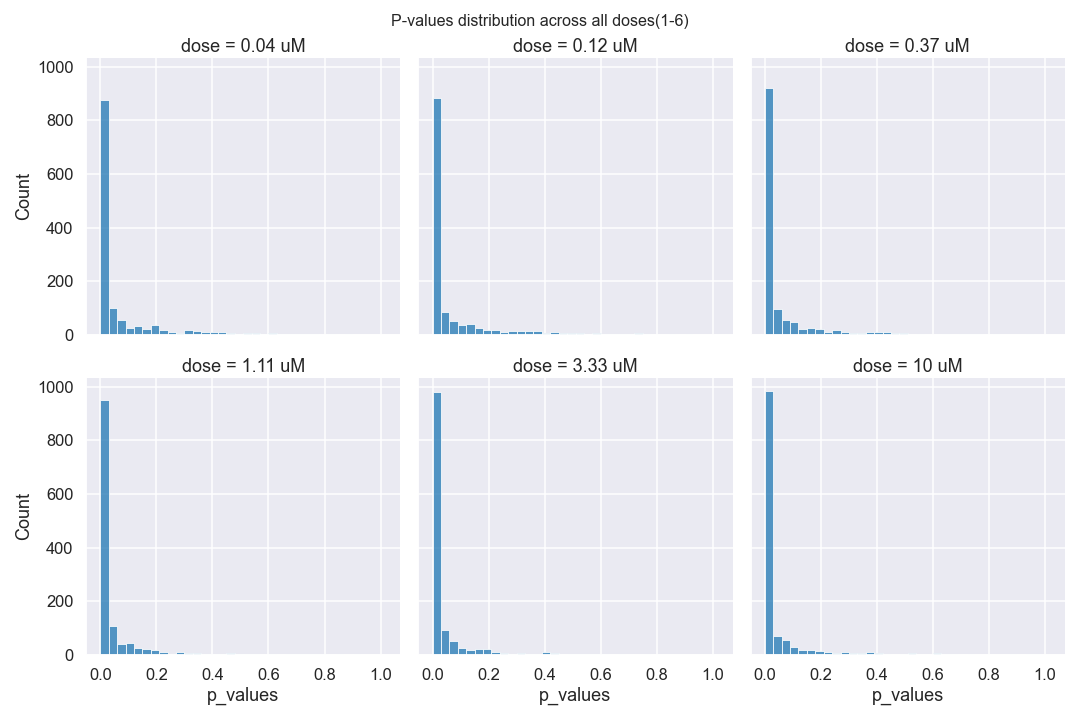 P-values distribution across all doses(1-6)
dose = 0.04 uM
dose = 0.12 uM
dose = 0.37 uM
1000
800
600
400
200
0
Count
dose = 1.11 uM
dose = 3.33 uM
dose = 10 uM
1000
800
600
400
200
0
Count
0.0 0.2 0.4 0.6 0.8 1.0
0.0 0.2 0.4 0.6 0.8 1.0
0.0 0.2 0.4 0.6 0.8 1.0
p_values
p_values
p_values